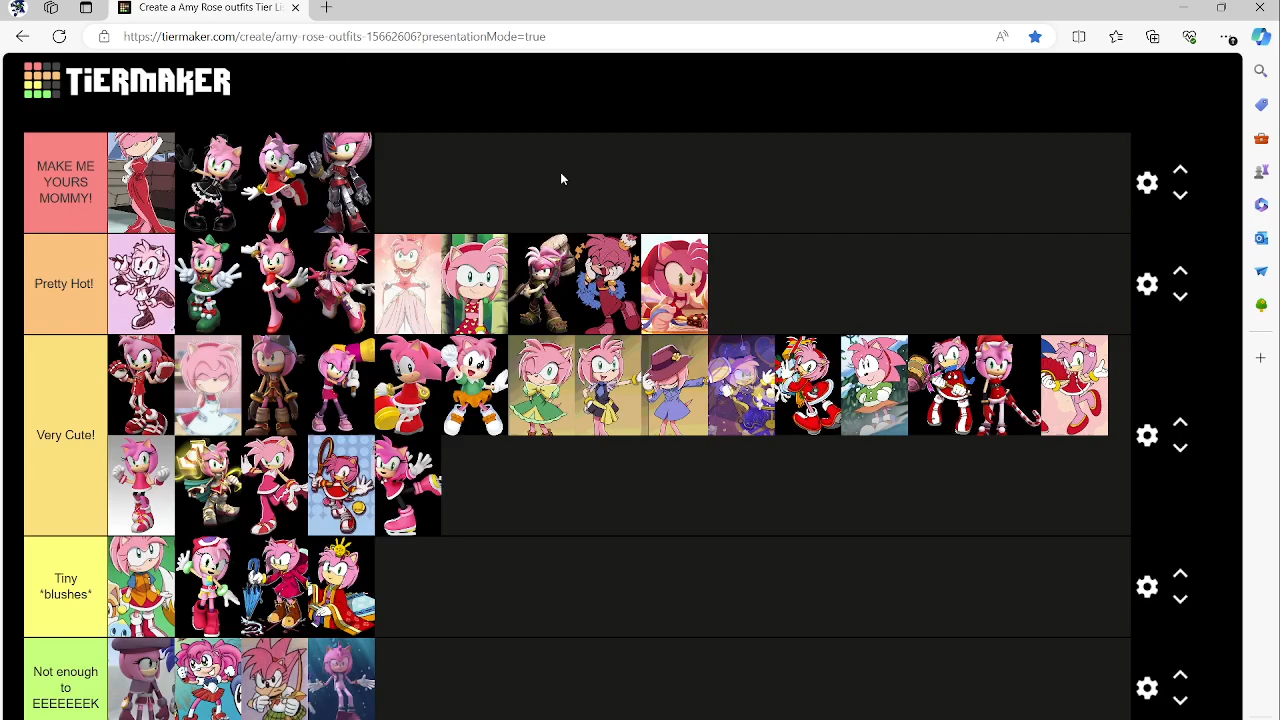 Create a Amy Rose outfits Tier Li
https://tiermaker.com/create/amy-rose-outfits-15662606?presentationMode=true
TiERMAKER
MAKE ME
YOURS
MOMMY!
Pretty Hot!
Very Cute!
Tiny
*blushes*
Not enough
to
EEEEEEEK